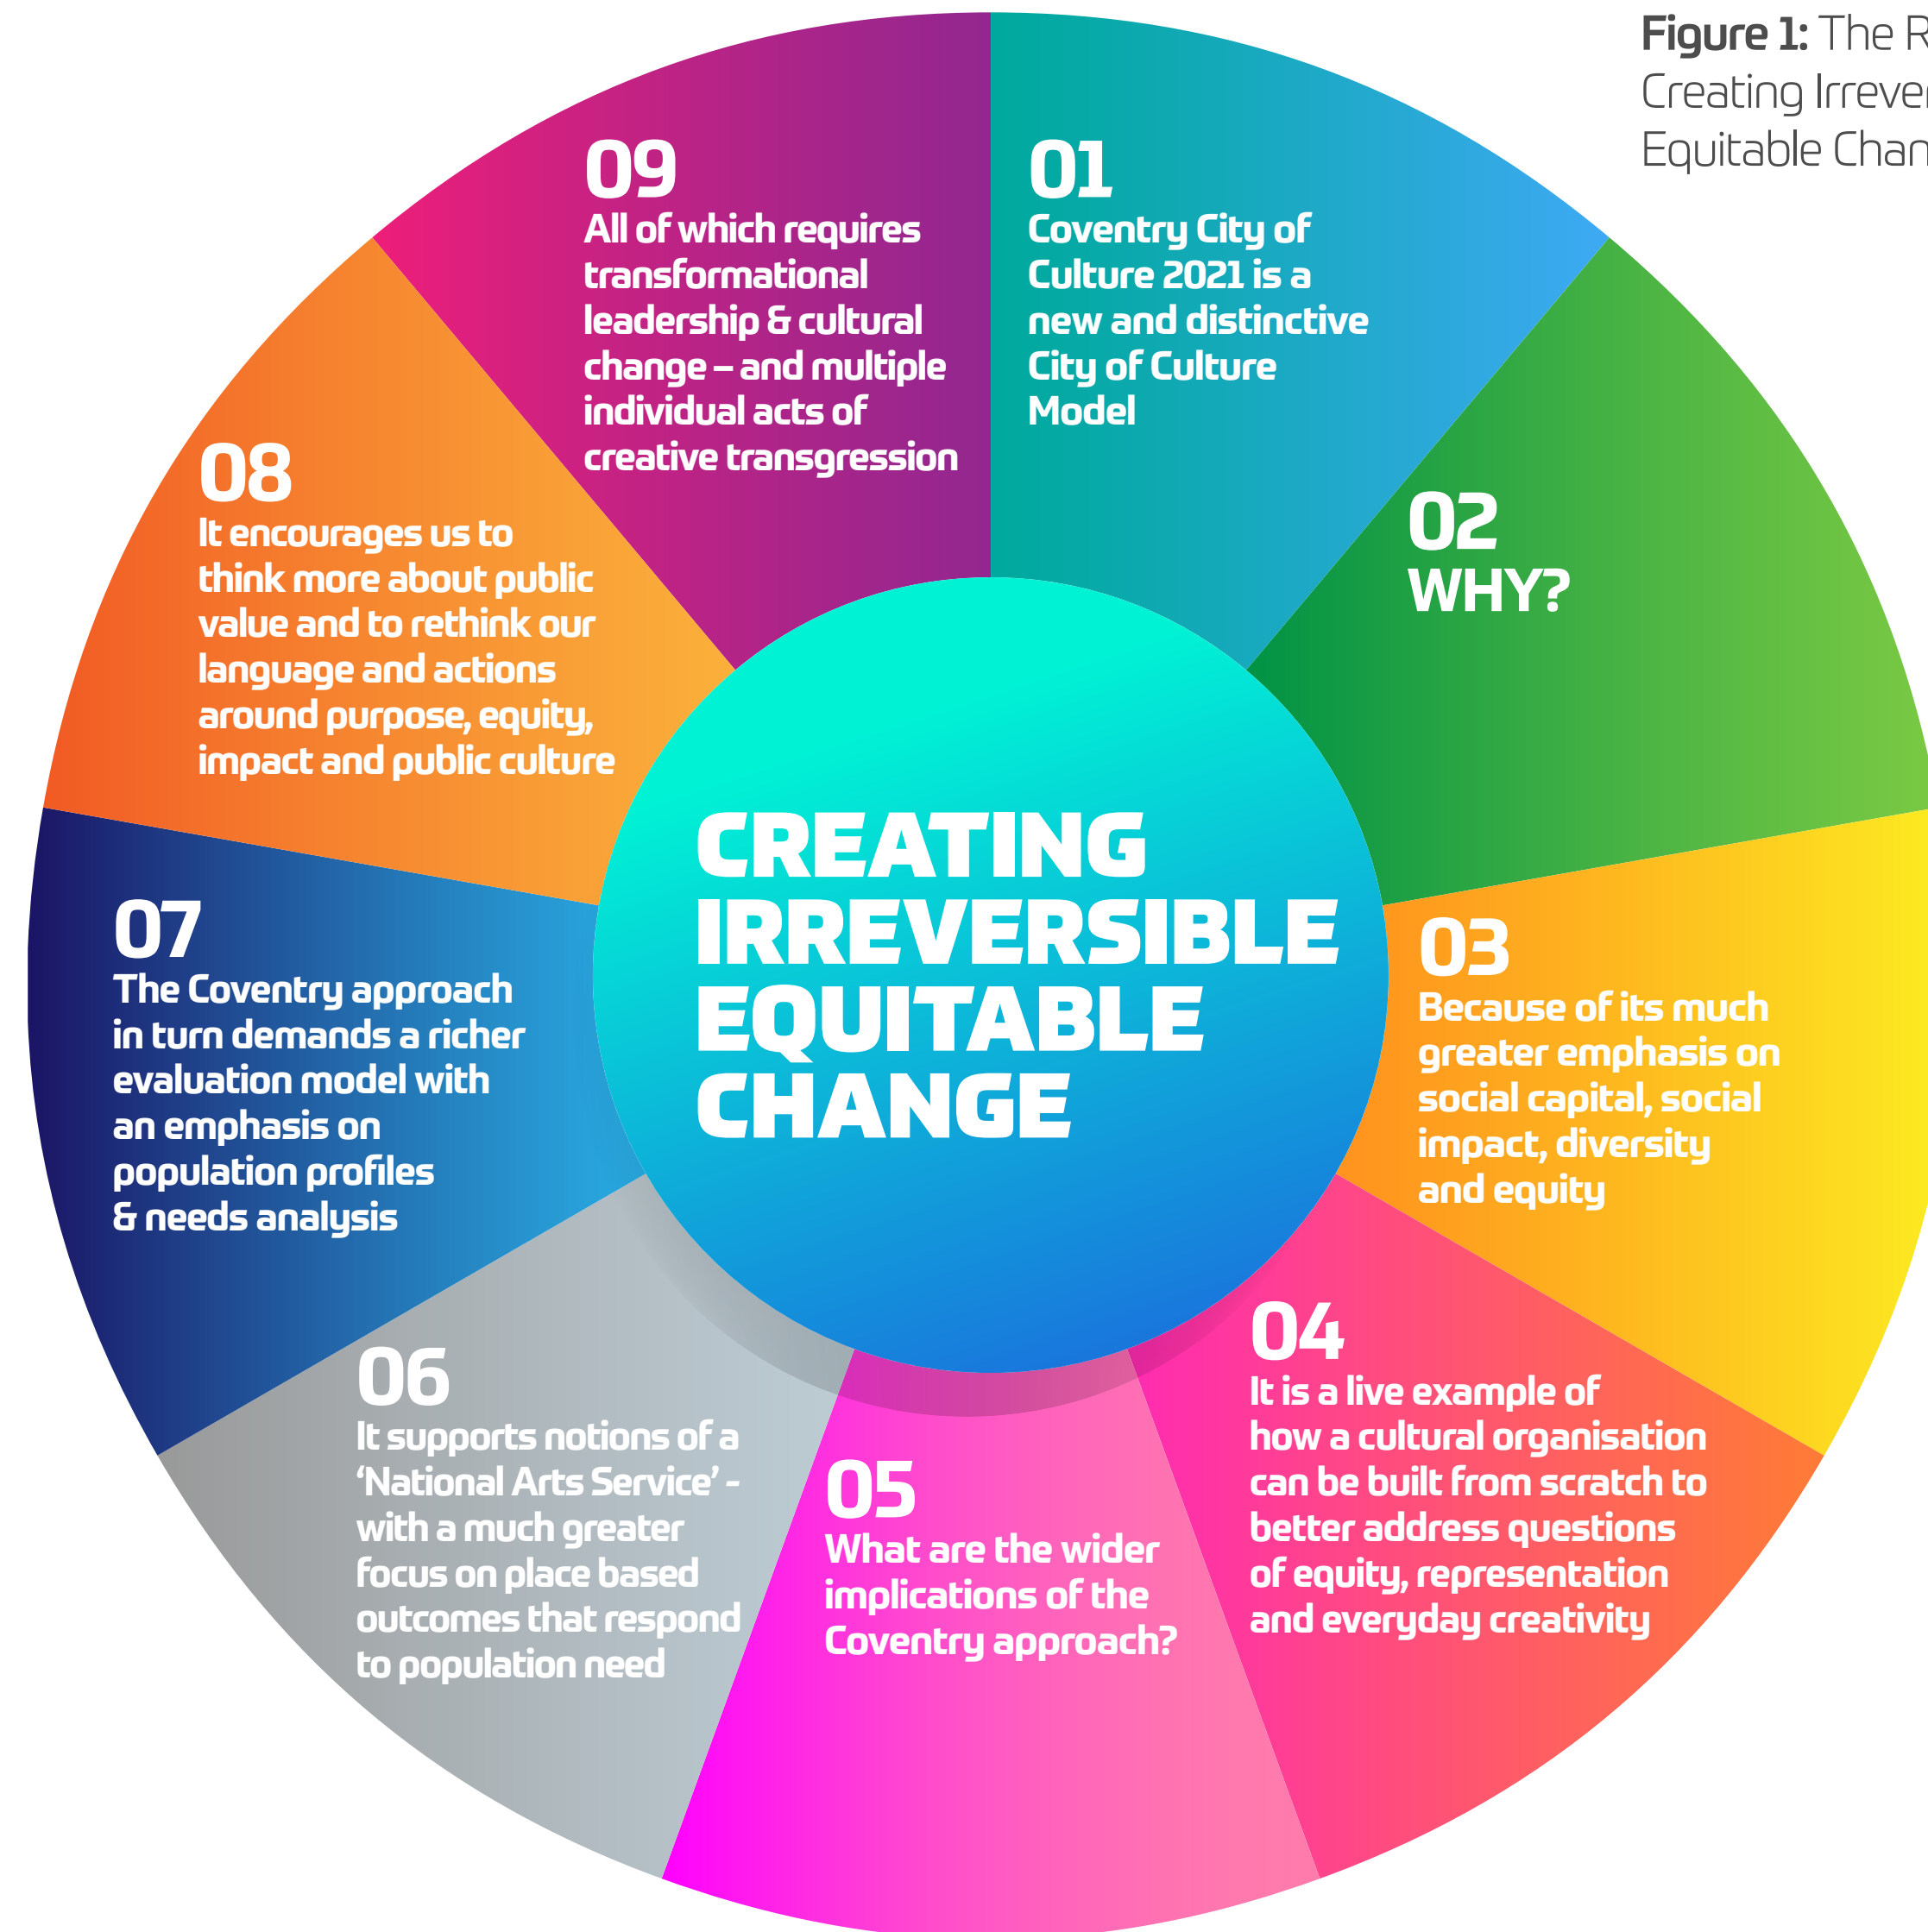 Figure 1: The
Creating
Equitable
01
Coventry City of
Culture 2021 is a
new and distinctive
City of Culture
Model
02
WHY?
03
Because of its much
greater emphasis on
social capital, social
impact, diversity
and equity
04
It is a live example of
how a cultural organisation
can be built from scratch to
better address questions
of equity, representation
and everyday creativity
05
What are the wider
implications of the
Coventry approach?
06
It supports notions of a
‘National Arts Service’ -
with a much greater
focus on place based
outcomes that respond
to population need
07
The Coventry approach
in turn demands a richer
evaluation model with
an emphasis on
population profiles
& needs analysis
08
It encourages us to
think more about public
value and to rethink our
language and actions
around purpose, equity,
impact and public culture
09
All of which requires
transformational
leadership & cultural
change – and multiple
individual acts of
creative transgression
CREATING
IRREVERSIBLE
EQUITABLE
CHANGE